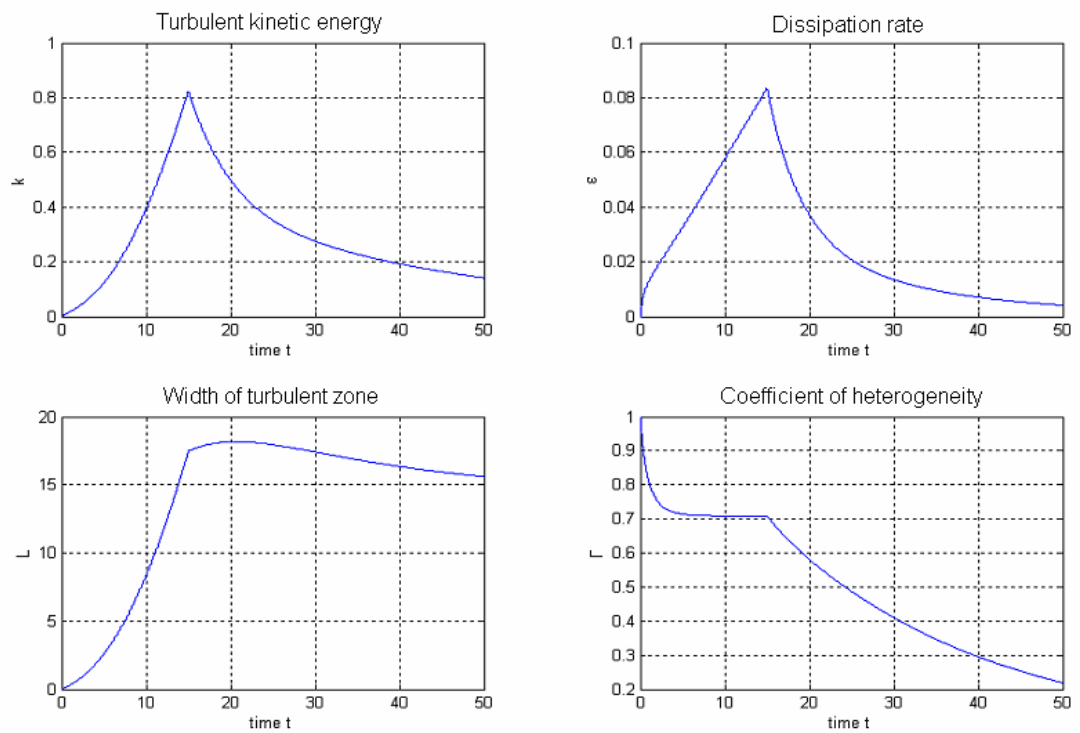 Turbulent kinetic energy
1
0.8
0.6
0.4
0.2
0
k
0 10 20 30 40 50
time t
Dissipation rate
0.1
0.08
0.06
0.04
0.02
0
ε
0 10 20 30 40 50
time t
Width of turbulent zone
20
15
10
5
0
L
0 10 20 30 40 50
time t
Coefficient of heterogeneity
1
0.9
0.8
0.7
0.6
0.5
0.4
0.3
0.2
Γ
0 10 20 30 40 50
time t